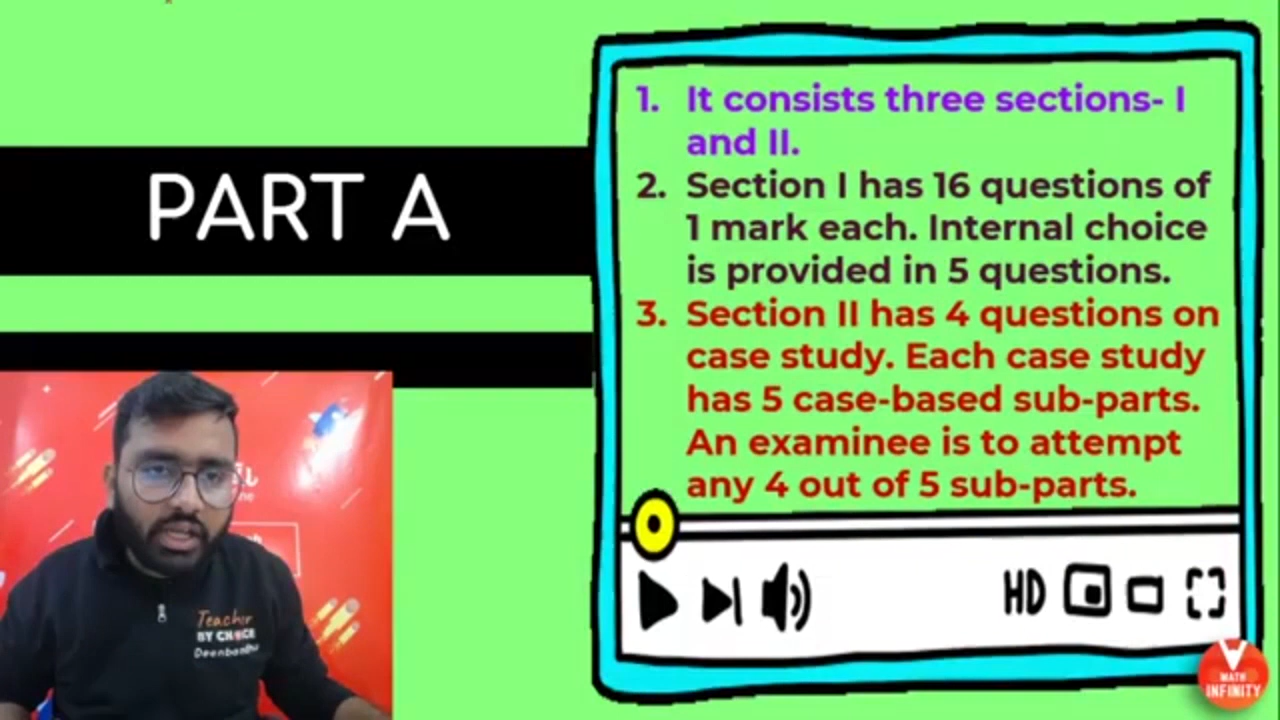 PART A
1. It consists three sections- I
and II.
2. Section I has 16 questions of
1 mark each. Internal choice
is provided in 5 questions.
3. Section II has 4 questions on
case study. Each case study
has 5 case-based sub-parts.
An examinee is to attempt
any 4 out of 5 sub-parts.
HD
Teacher
BY CHOICE
MATH
INFINITY